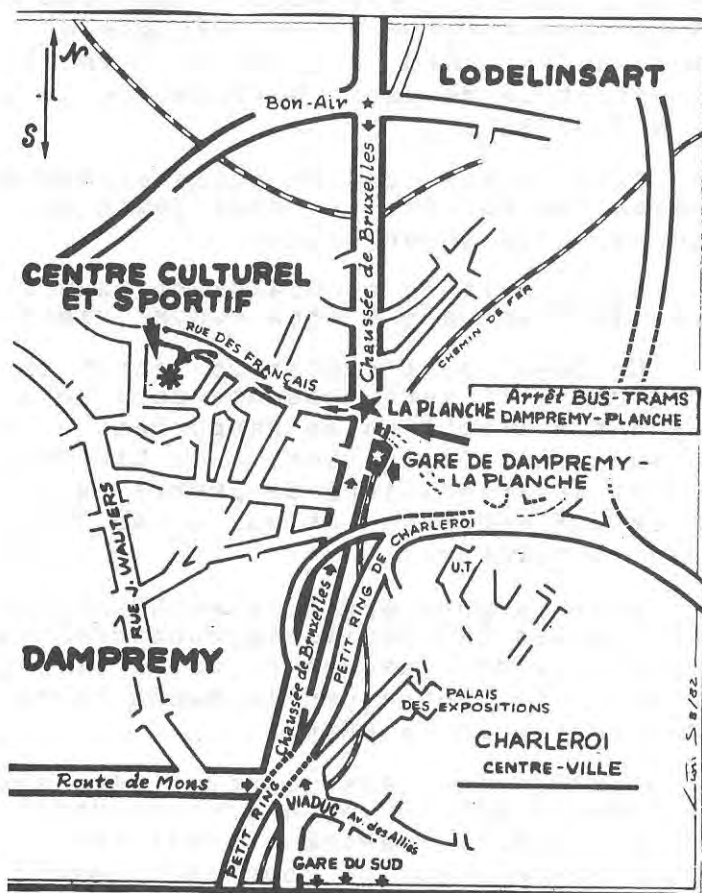 N
S
LODELINSART
Bon-Air
Chaussée de Bruxelles
CENTRE CULTUREL
ET SPORTIF
RUE DES FRANÇAIS
CHEMIN DE FER
LA PLANCHE
Arrêt BUS-TRAMS
DAMPREMY-PLANCHE
GARE DE DAMPREMY-
-LA PLANCHE
RUE J. WAUTERS
U.T.
PETIT RING DE CHARLEROI
Chaussée de Bruxelles
DAMPREMY
PALAIS
DES EXPOSITIONS
CHARLEROI
CENTRE-VILLE
Route de Mons
PETIT RING
VIADUC
Av. des Alliés
GARE DU SUD
8/82